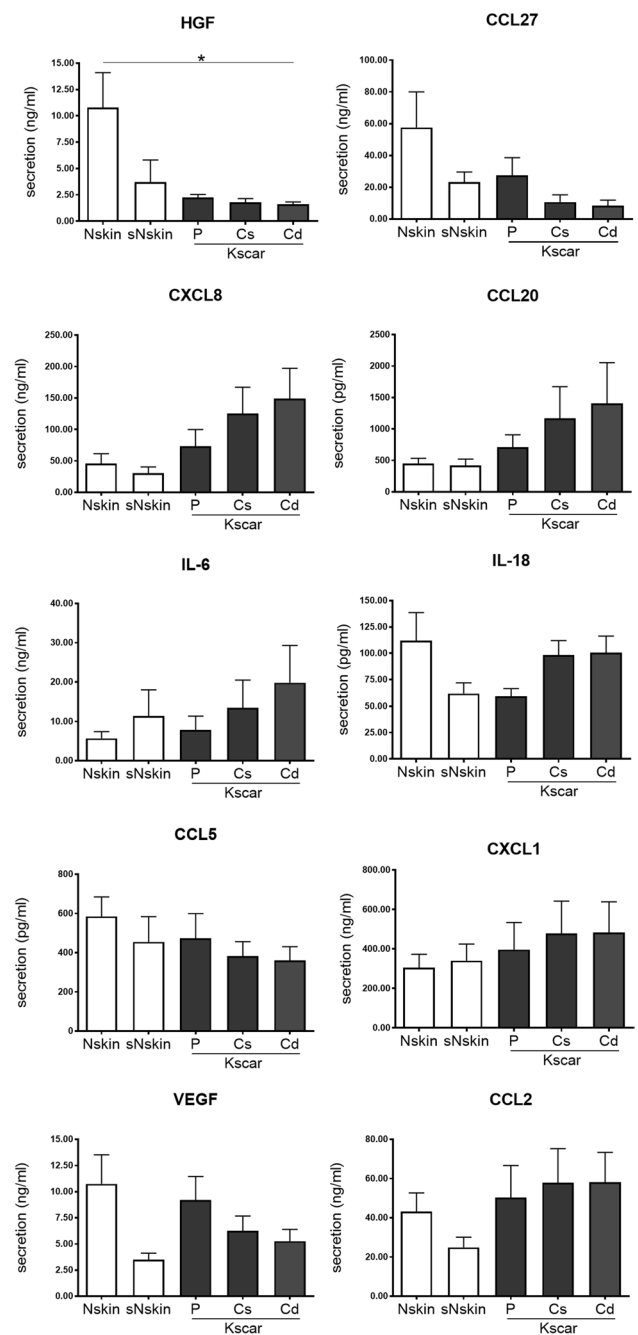 HGF
*
secretion (ng/ml)
15.00
12.50
10.00
7.50
5.00
2.50
0.00
Nskin sNskin P Cs Cd
Kscar
CCL27
secretion (ng/ml)
100.00
80.00
60.00
40.00
20.00
0.00
Nskin sNskin P Cs Cd
Kscar
CXCL8
secretion (ng/ml)
250.00
200.00
150.00
100.00
50.00
0.00
Nskin sNskin P Cs Cd
Kscar
CCL20
secretion (pg/ml)
2500
2000
1500
1000
500
0
Nskin sNskin P Cs Cd
Kscar
IL-6
secretion (ng/ml)
40.00
30.00
20.00
10.00
0.00
Nskin sNskin P Cs Cd
Kscar
IL-18
secretion (pg/ml)
150.00
125.00
100.00
75.00
50.00
25.00
0.00
Nskin sNskin P Cs Cd
Kscar
CCL5
secretion (pg/ml)
800
600
400
200
0
Nskin sNskin P Cs Cd
Kscar
CXCL1
secretion (ng/ml)
800.00
600.00
400.00
200.00
0.00
Nskin sNskin P Cs Cd
Kscar
VEGF
secretion (ng/ml)
15.00
12.50
10.00
7.50
5.00
2.50
0.00
Nskin sNskin P Cs Cd
Kscar
CCL2
secretion (ng/ml)
80.00
60.00
40.00
20.00
0.00
Nskin sNskin P Cs Cd
Kscar